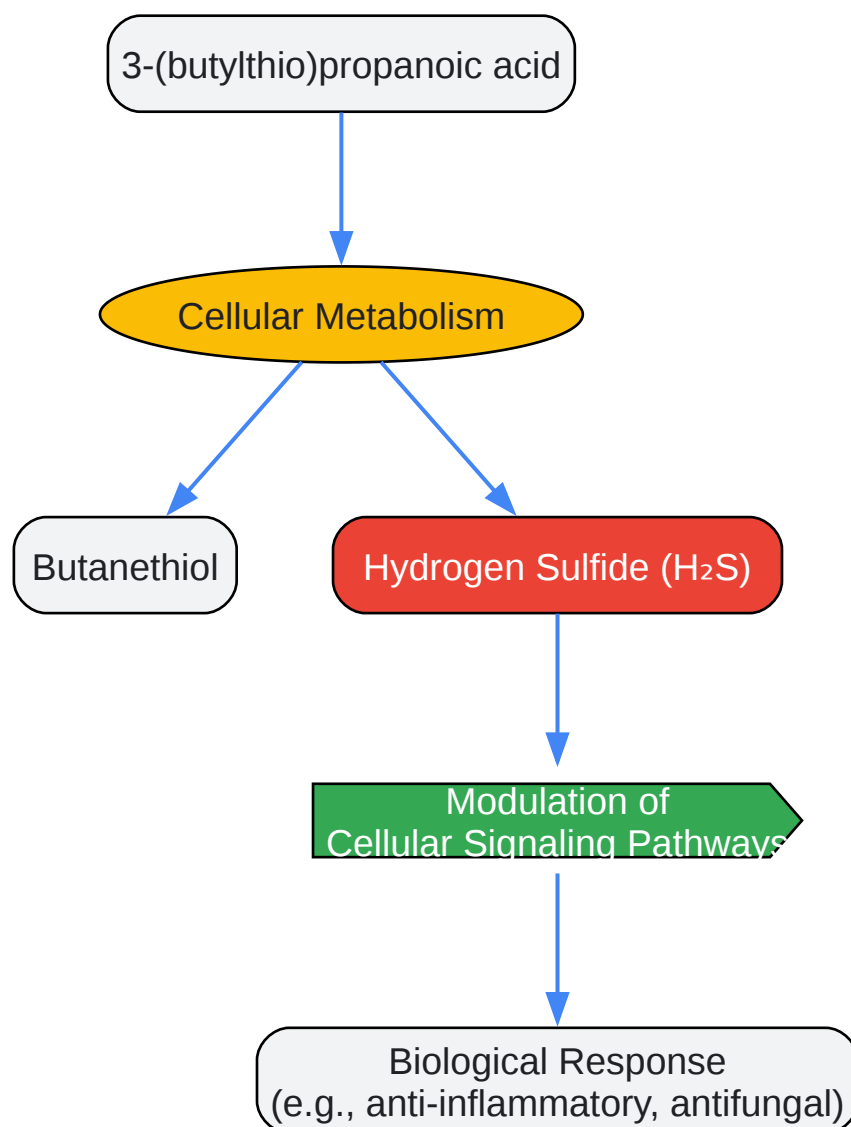 3-(butylthio)propanoic acid
Cellular Metabolism
Butanethiol
Hydrogen Sulfide (H₂S)
Modulation of
Cellular Signaling Pathways
Biological Response
(e.g., anti-inflammatory, antifungal)